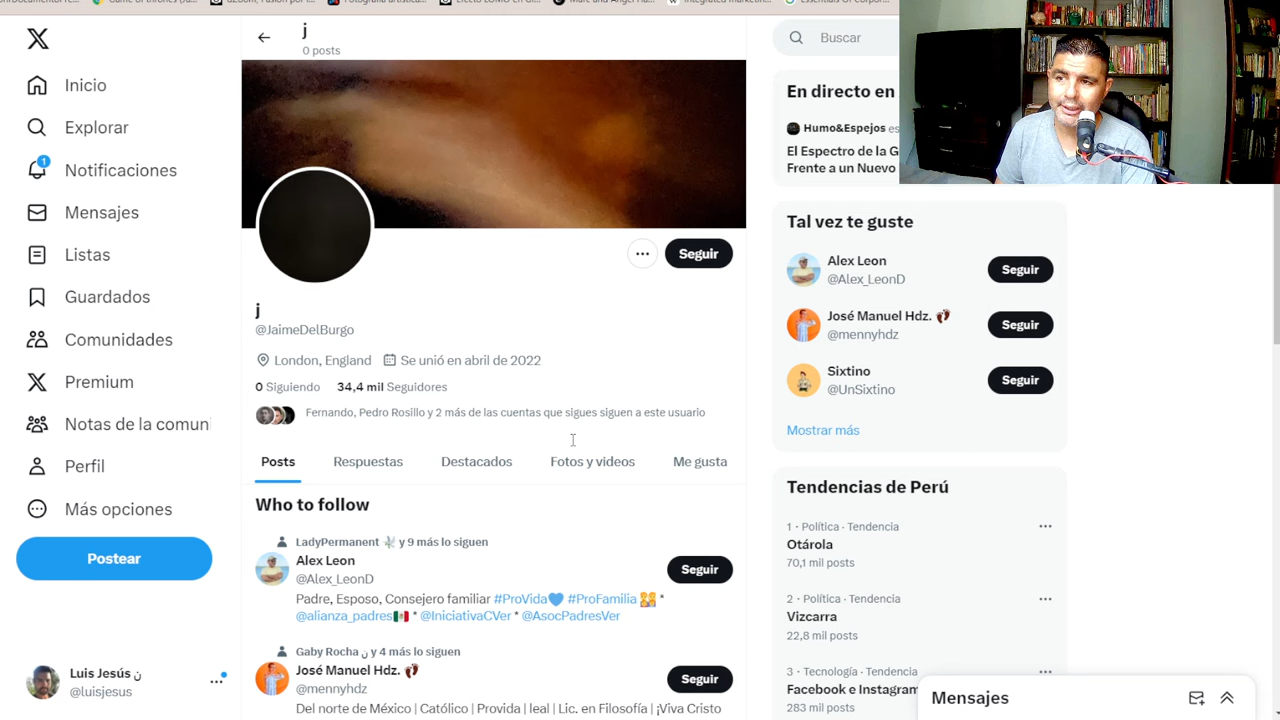 Inicio
Explorar
1
Notificaciones
Mensajes
Listas
Guardados
Comunidades
Perfil
Premium
Notas de la comuni
Más opciones
Postear
Luis Jesús ن
@luisjesus
j
0 posts
Seguir
j
@JaimeDelBurgo
London, England Se unió en abril de 2022
0 Siguiendo 34,4 mil Seguidores
Fernando, Pedro Rosillo y 2 más de las cuentas que sigues siguen a este usuario
Posts Respuestas Destacados Fotos y videos Me gusta
Who to follow
LadyPermanent y 9 más lo siguen
Alex Leon
@Alex_LeonD
Seguir
Padre, Esposo, Consejero familiar #ProVida💙 #ProFamilia 👨‍👩‍👧‍👦 *
@alianza_padres🇲🇽 * @IniciativaCVer * @AsocPadresVer
Gaby Rocha ن y 4 más lo siguen
José Manuel Hdz. 👣
@mennyhdz
Seguir
Del norte de México | Católico | Provida | leal | Lic. en Filosofía | ¡Viva Cristo
Buscar
En directo en
Humo&Espejos es
El Espectro de la G
Frente a un Nuevo
Tal vez te guste
Alex Leon
@Alex_LeonD
Seguir
José Manuel Hdz. 👣
@mennyhdz
Seguir
Sixtino
@UnSixtino
Seguir
Mostrar más
Tendencias de Perú
1 · Política · Tendencia
Otárola
70,1 mil posts
2 · Política · Tendencia
Vizcarra
22,8 mil posts
3 · Tecnología · Tendencia
Facebook e Instagram
283 mil posts
Mensajes